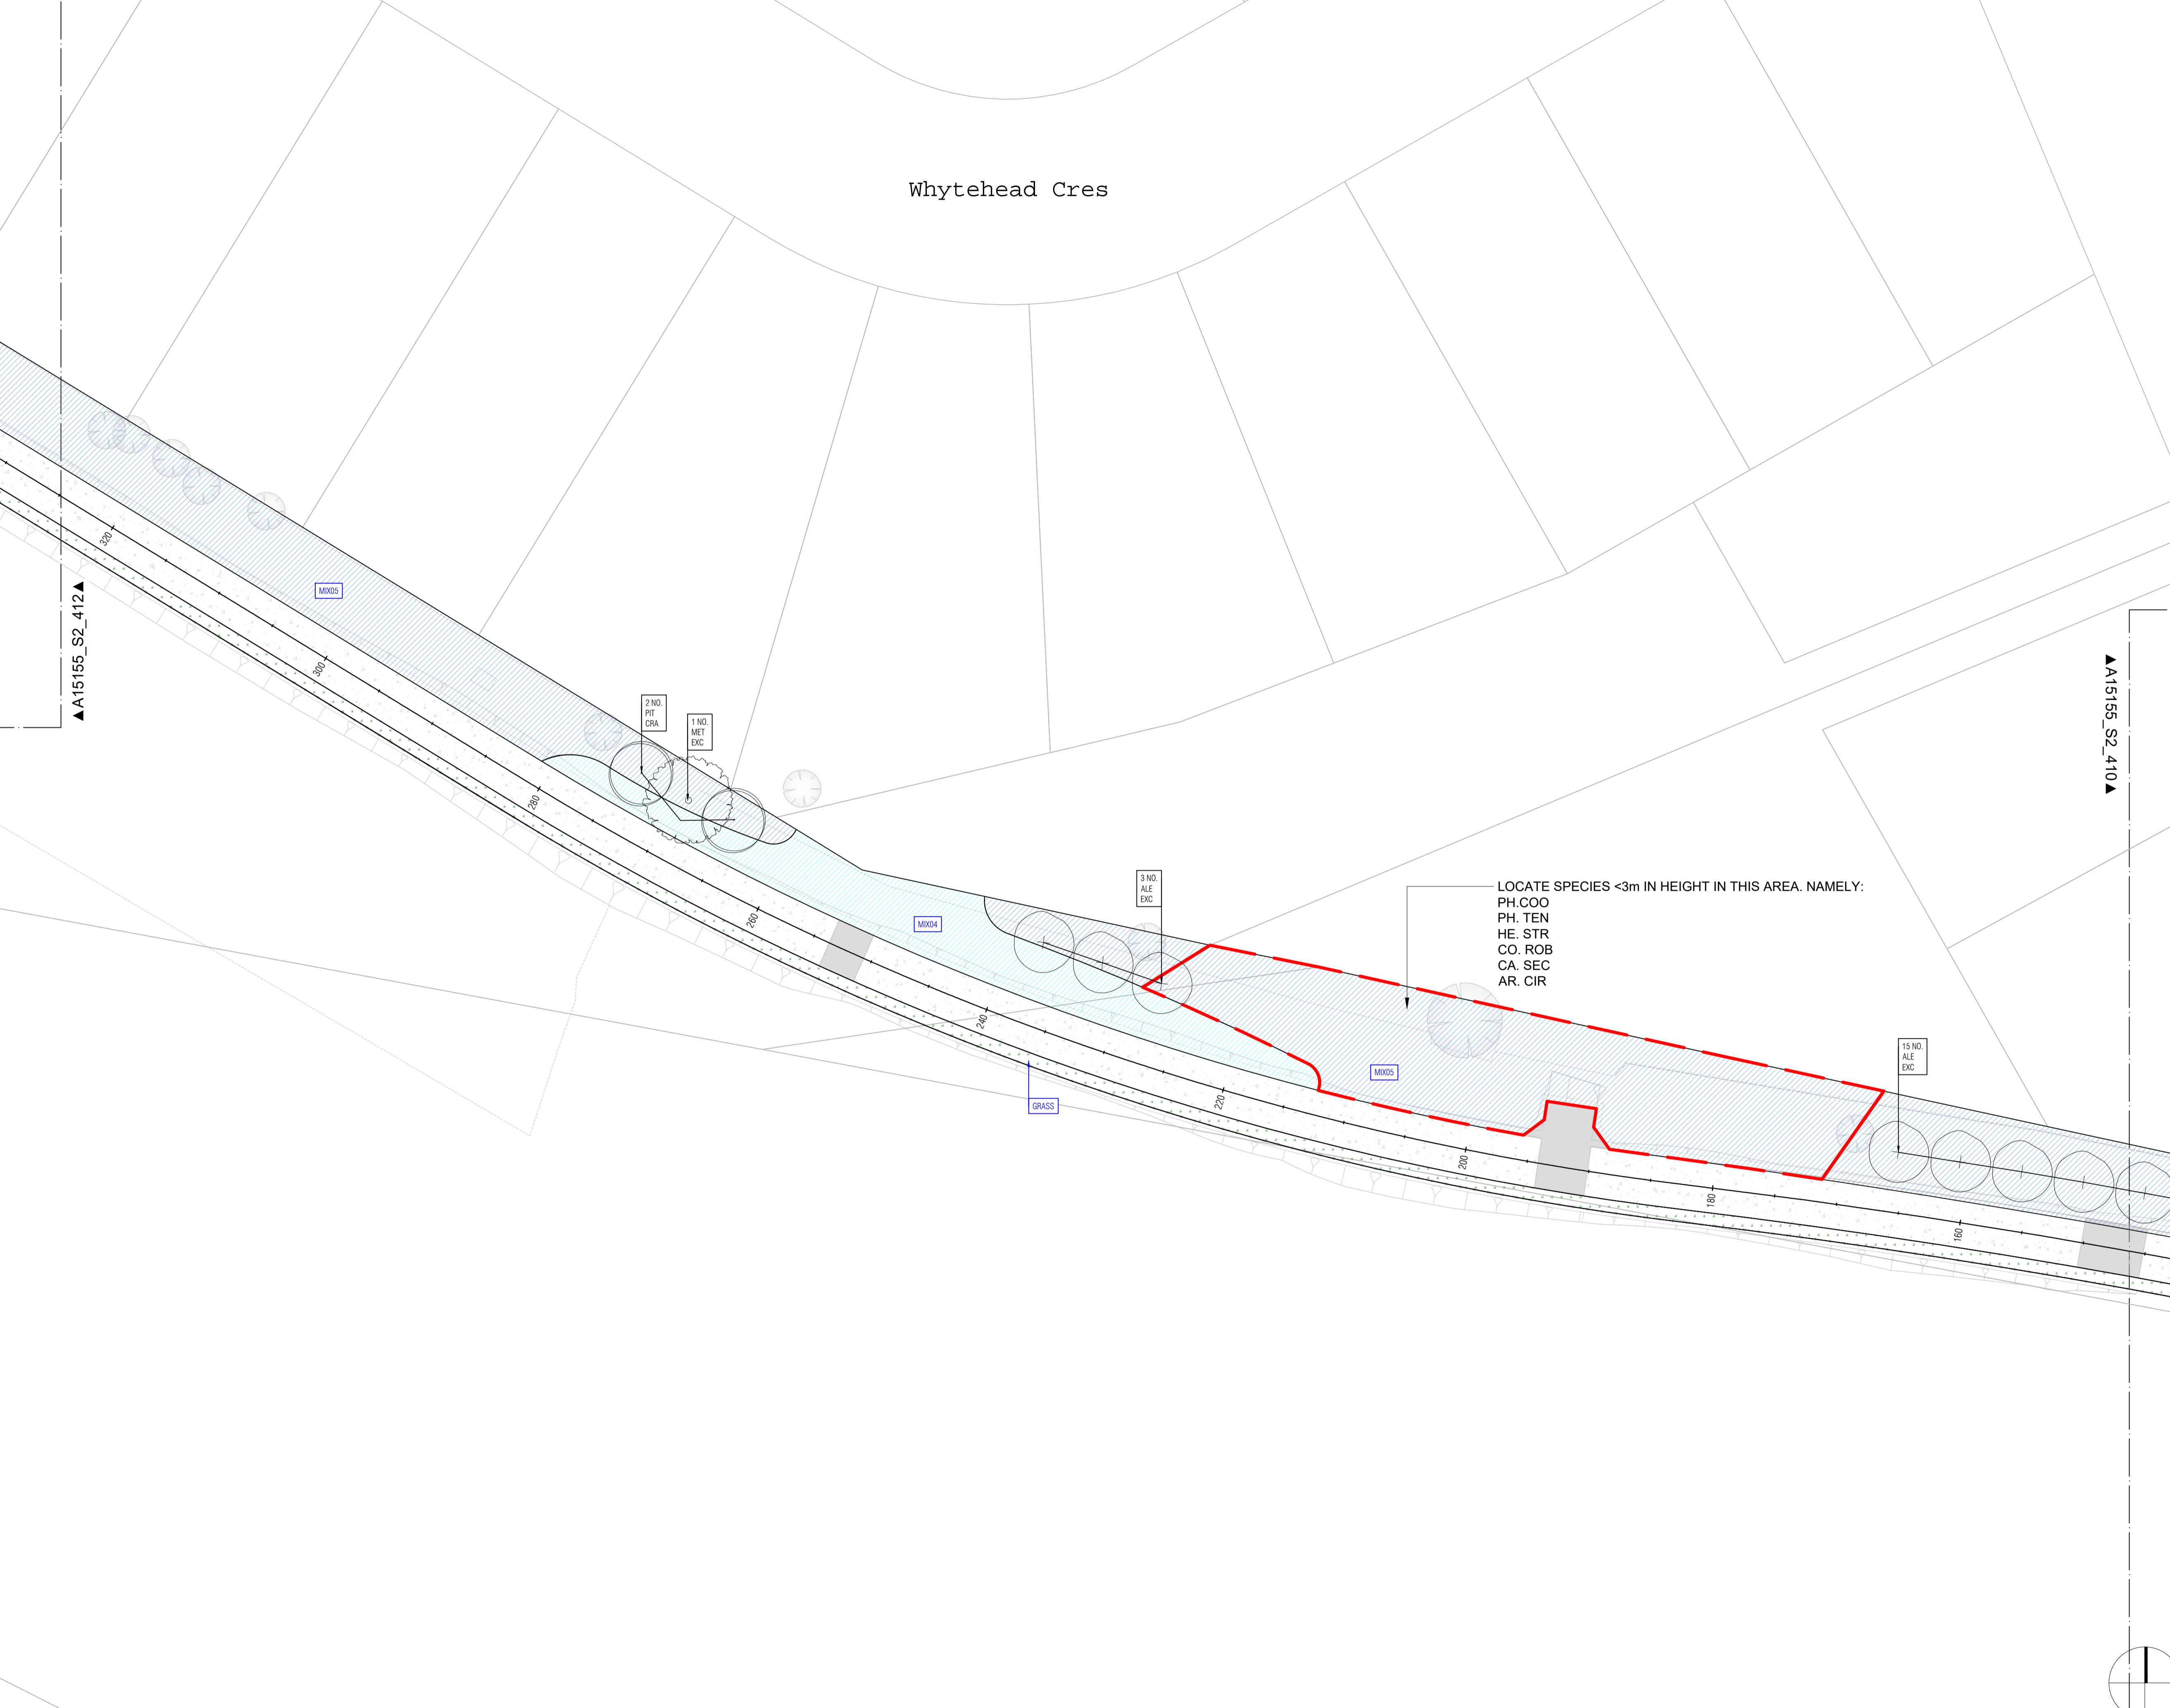 Whytehead Cres
320
MIX05
▲A15155_S2_412▲
300
2 NO.
PIT
CRA
1 NO.
MET
EXC
280
260
MIX04
3 NO.
ALE
EXC
240
GRASS
LOCATE SPECIES <3m IN HEIGHT IN THIS AREA. NAMELY:
PH.COO
PH. TEN
HE. STR
CO. ROB
CA. SEC
AR. CIR
MIX05
220
200
180
15 NO.
ALE
EXC
160
▲A15155_S2_410▲